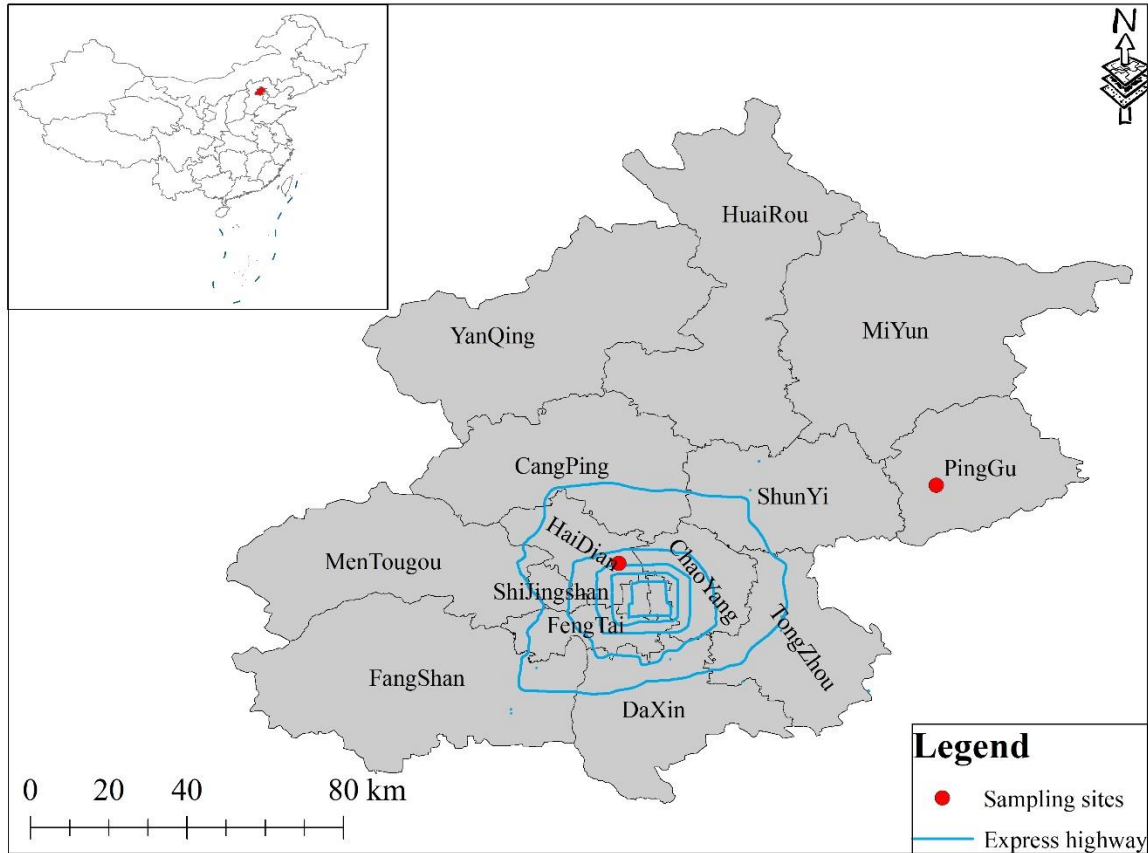 N
HuaiRou
YanQing
MiYun
CangPing
PingGu
ShunYi
HaiDian
ChaoYang
MenTougou
ShiJingshan
TongZhou
FengTai
FangShan
DaXin
0 20 40 80 km
Legend
Sampling sites
Express highway